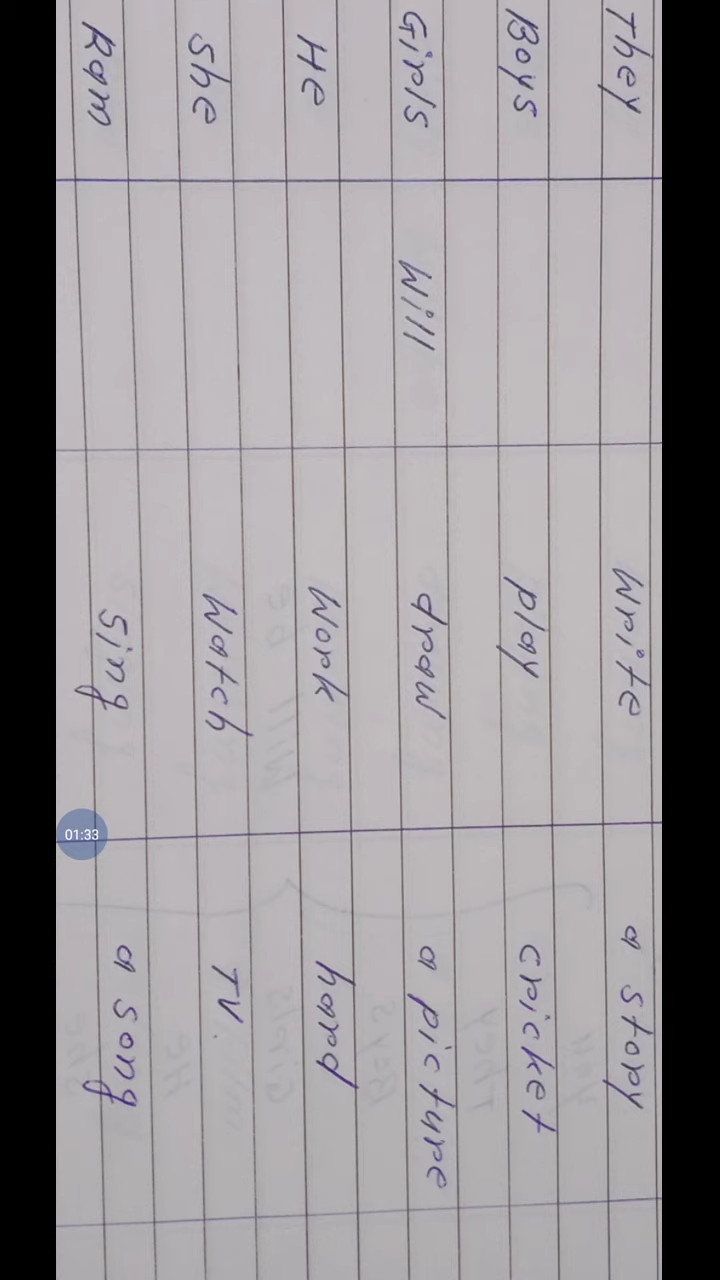 They write a story
Boys play cricket
Girls will draw a picture
He work hard
She watch TV.
Ram sing a song
01:33